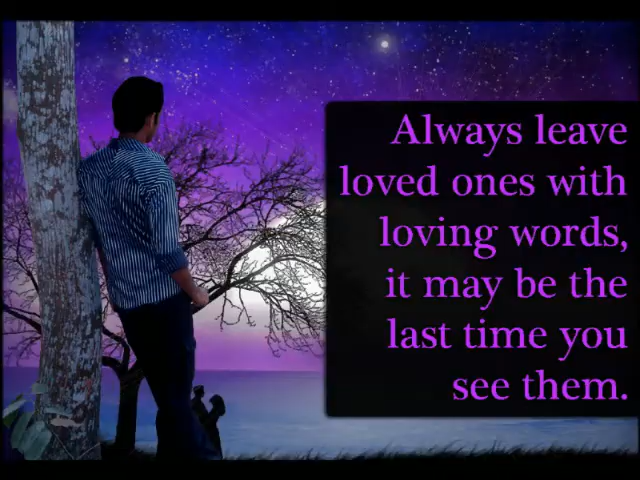 Always leave
loved ones with
loving words,
it may be the
last time you
see them.